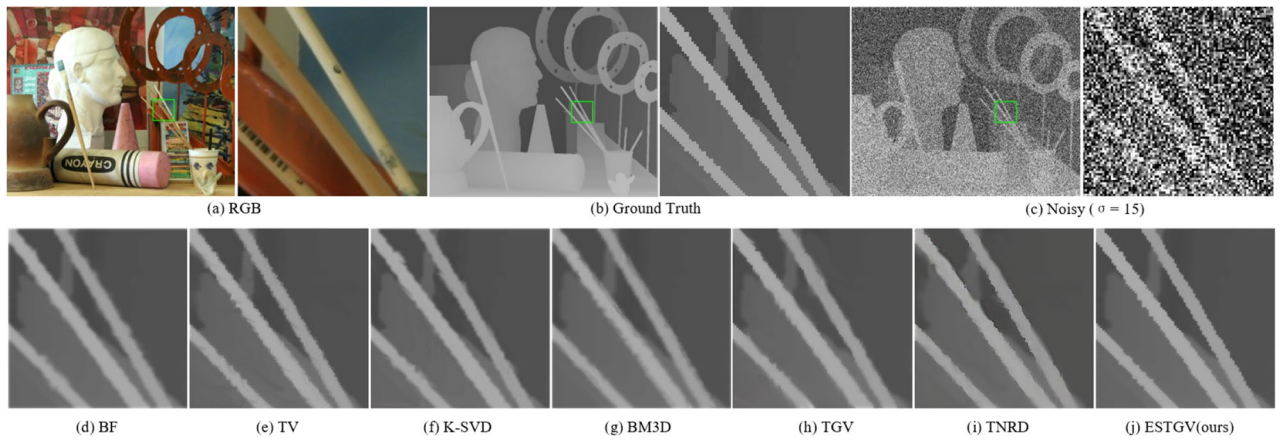 CRAYON
(a) RGB
(b) Ground Truth
(c) Noisy ( σ = 15)
(d) BF
(e) TV
(f) K-SVD
(g) BM3D
(h) TGV
(i) TNRD
(j) ESTGV(ours)